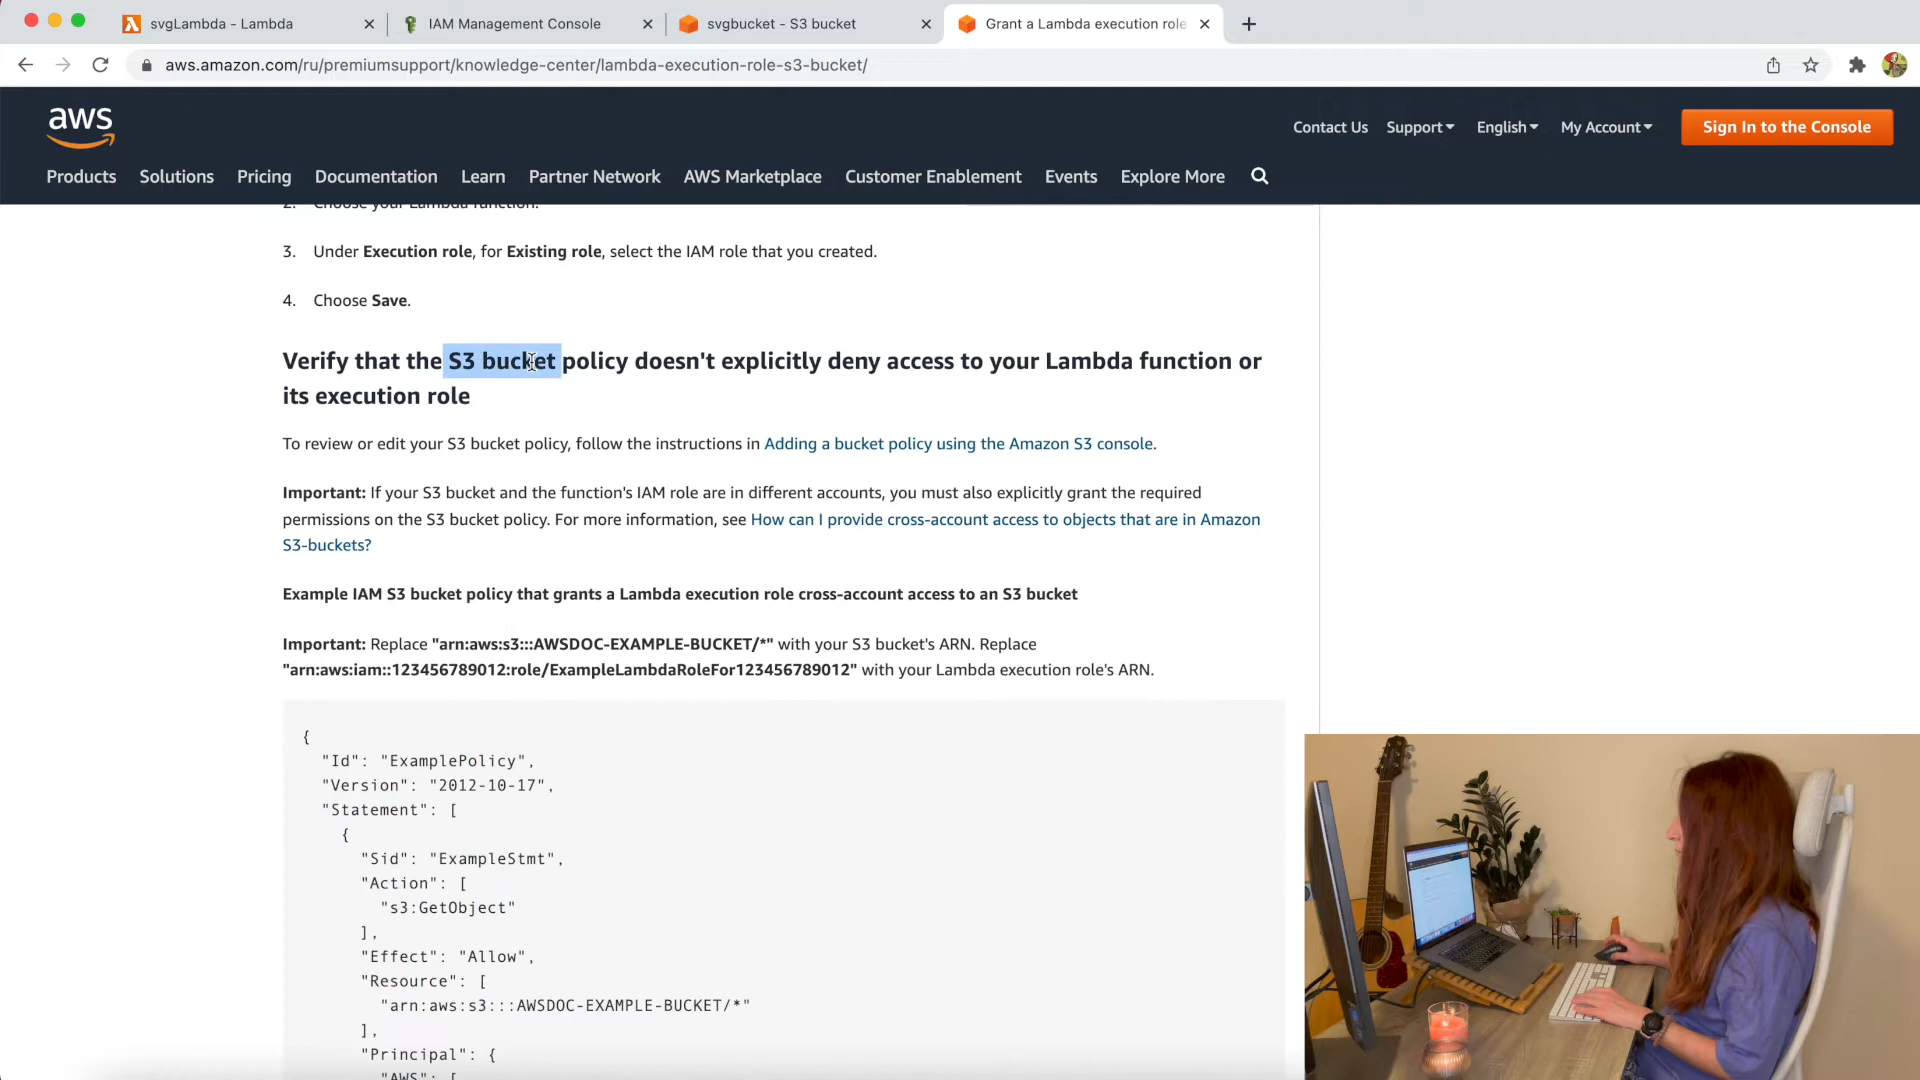 svgLambda - Lambda
IAM Management Console
svgbucket - S3 bucket
Grant a Lambda execution role
aws.amazon.com/ru/premiumsupport/knowledge-center/lambda-execution-role-s3-bucket/
aws
Contact Us
Support
English
My Account
Sign In to the Console
Products
Solutions
Pricing
Documentation
Learn
Partner Network
AWS Marketplace
Customer Enablement
Events
Explore More
2. Choose your Lambda function.
3. Under Execution role, for Existing role, select the IAM role that you created.
4. Choose Save.
Verify that the S3 bucket policy doesn't explicitly deny access to your Lambda function or
its execution role
To review or edit your S3 bucket policy, follow the instructions in Adding a bucket policy using the Amazon S3 console.
Important: If your S3 bucket and the function's IAM role are in different accounts, you must also explicitly grant the required
permissions on the S3 bucket policy. For more information, see How can I provide cross-account access to objects that are in Amazon
S3-buckets?
Example IAM S3 bucket policy that grants a Lambda execution role cross-account access to an S3 bucket
Important: Replace "arn:aws:s3:::AWSDOC-EXAMPLE-BUCKET/*" with your S3 bucket's ARN. Replace
"arn:aws:iam::123456789012:role/ExampleLambdaRoleFor123456789012" with your Lambda execution role's ARN.
{
"Id": "ExamplePolicy",
"Version": "2012-10-17",
"Statement": [
{
"Sid": "ExampleStmt",
"Action": [
"s3:GetObject"
],
"Effect": "Allow",
"Resource": [
"arn:aws:s3:::AWSDOC-EXAMPLE-BUCKET/*"
],
"Principal": {
"AWS": [